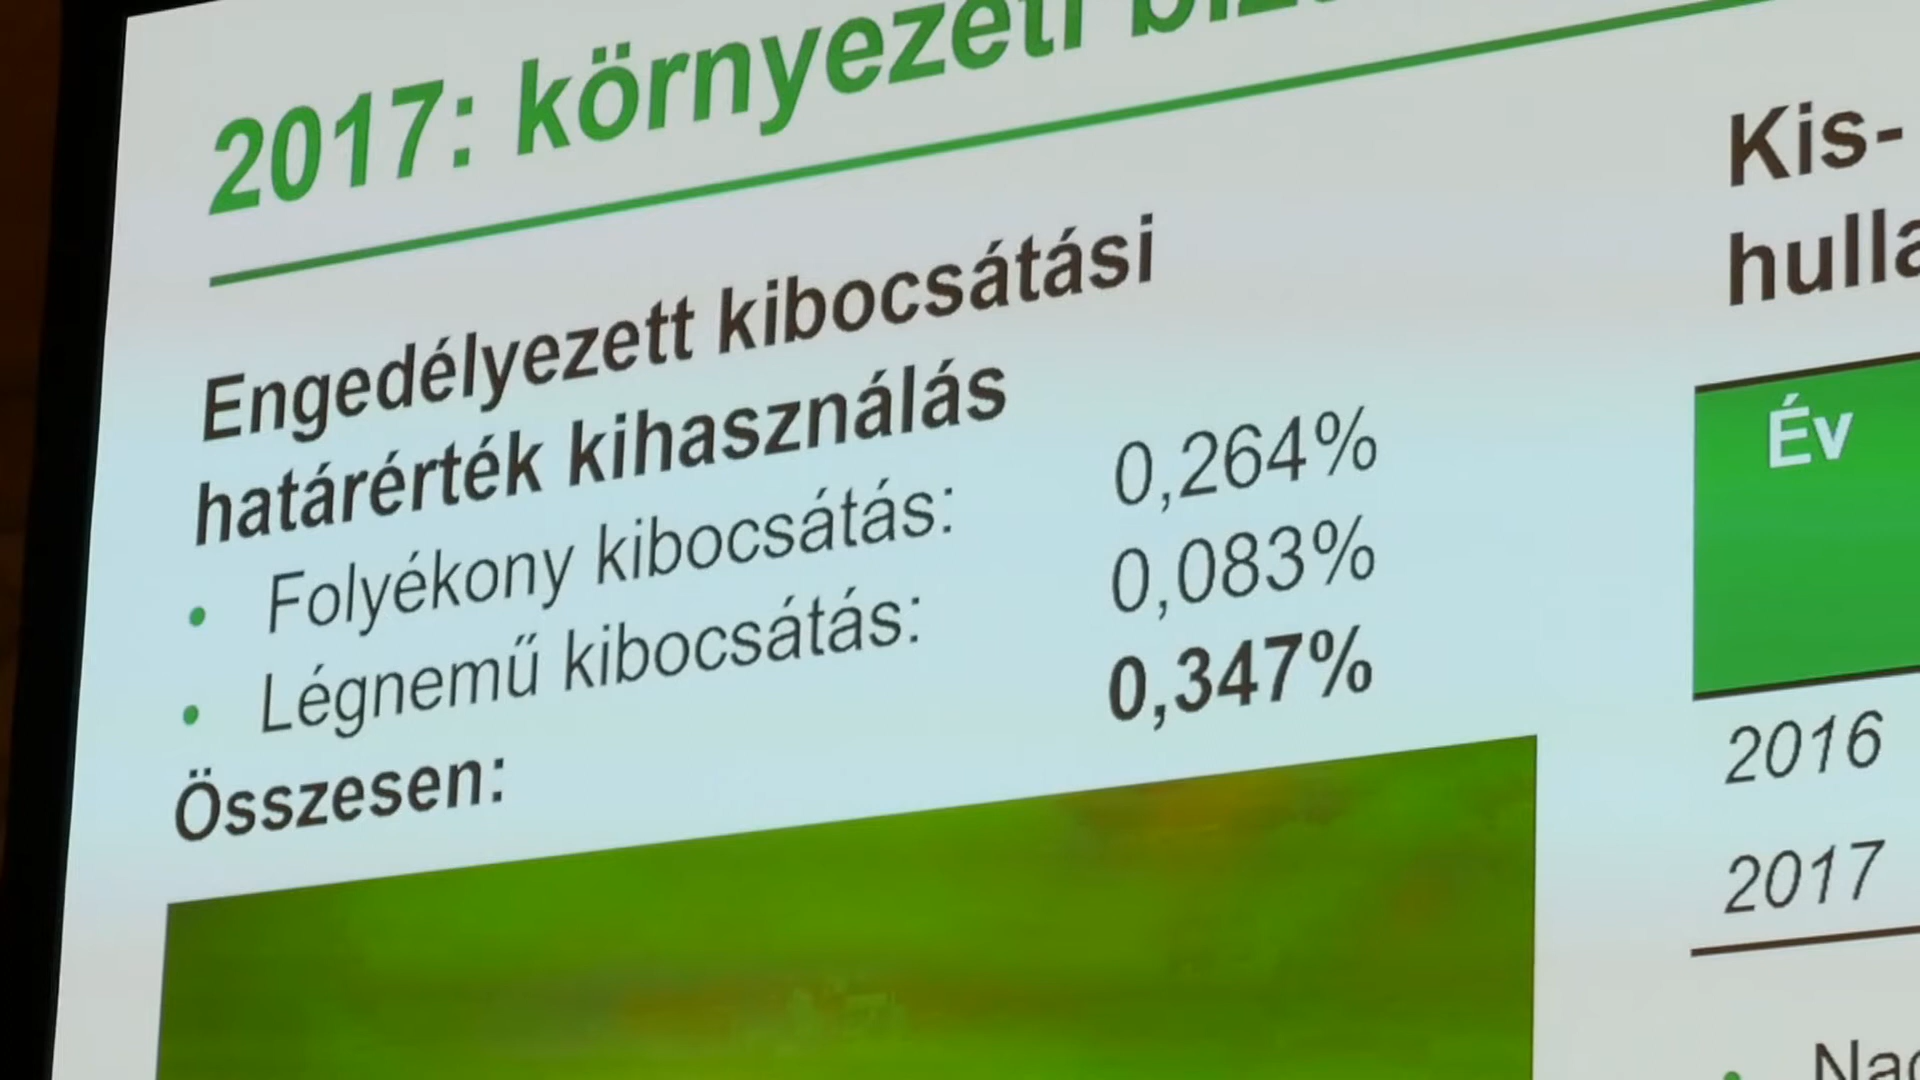 2017: környezeti
Engedélyezett kibocsátási
határérték kihasználás
• Folyékony kibocsátás: 0,264%
• Légnemű kibocsátás: 0,083%
Összesen: 0,347%
Kis-
Év
2016
2017